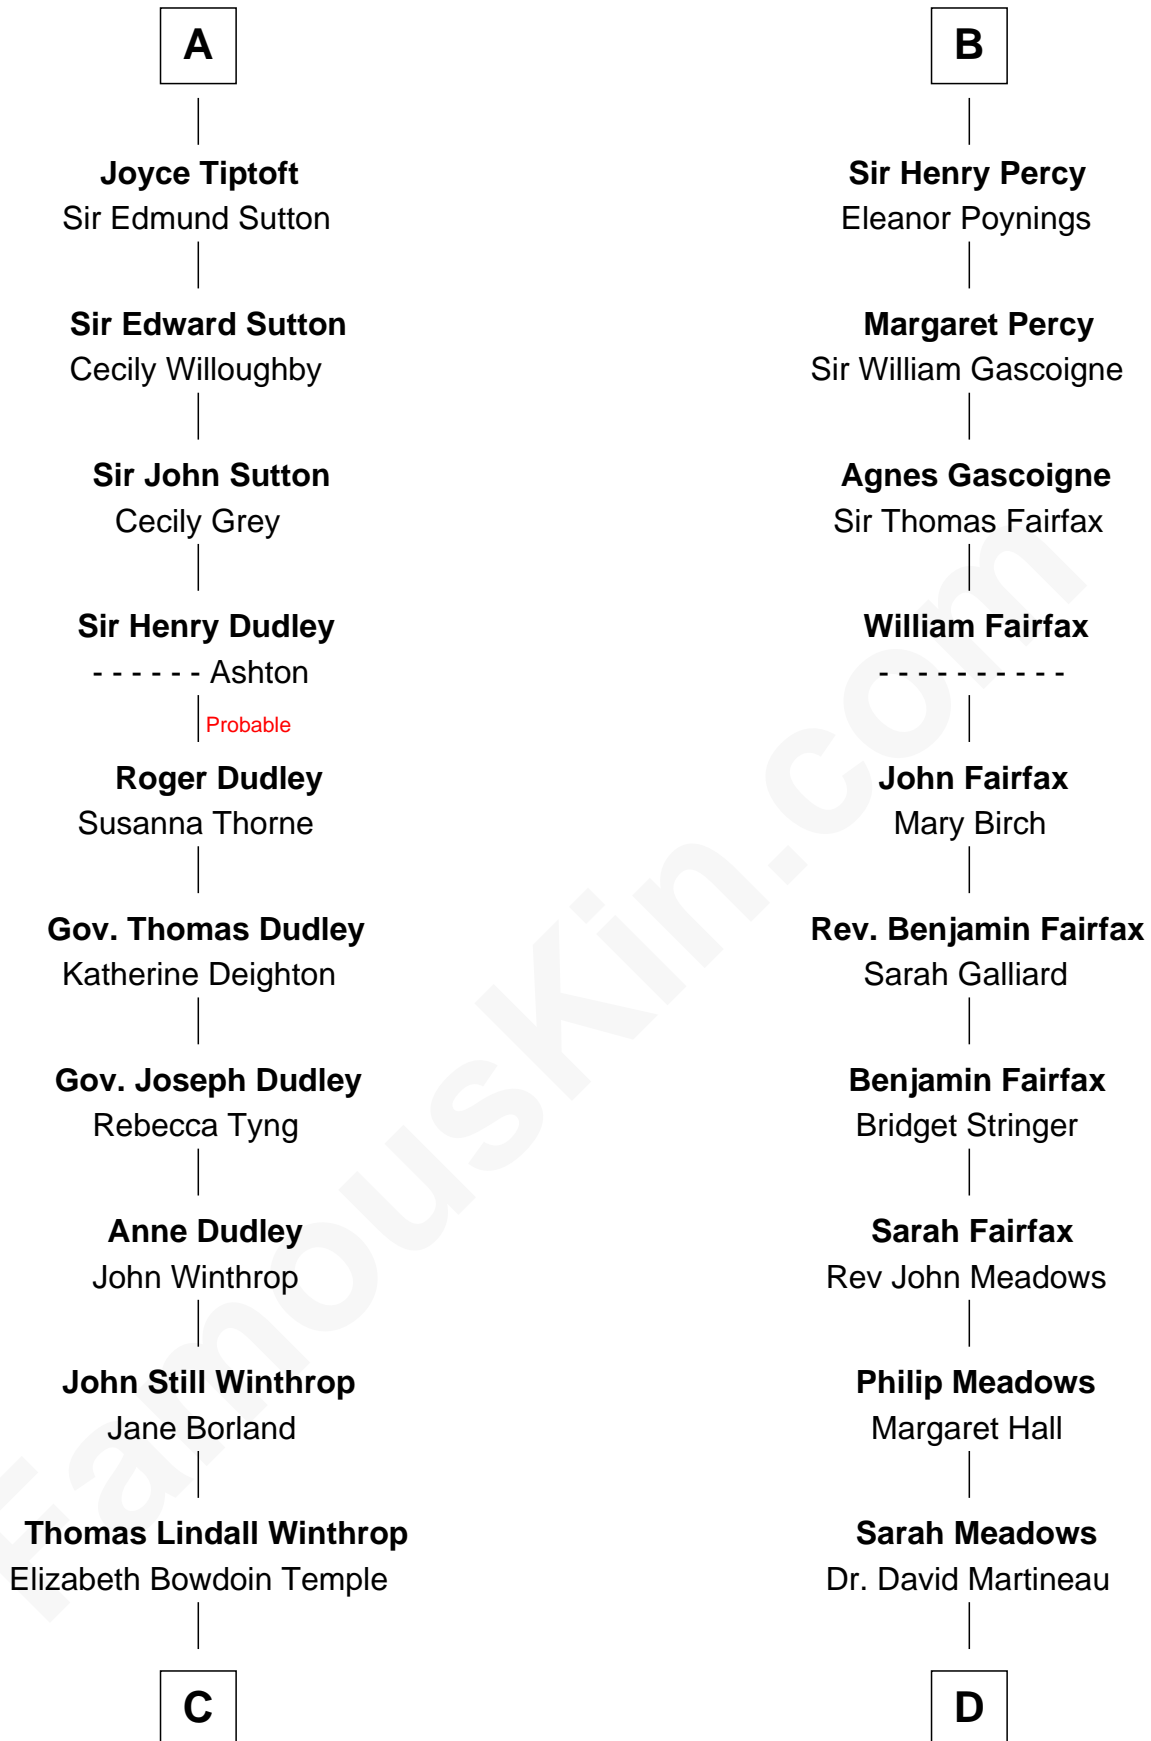 A
Joyce Tiptoft
Sir Edmund Sutton
Sir Edward Sutton
Cecily Willoughby
Sir John Sutton
Cecily Grey
Sir Henry Dudley
- - - - - - Ashton
Probable
Roger Dudley
Susanna Thorne
Gov. Thomas Dudley
Katherine Deighton
Gov. Joseph Dudley
Rebecca Tyng
Anne Dudley
John Winthrop
John Still Winthrop
Jane Borland
Thomas Lindall Winthrop
Elizabeth Bowdoin Temple
C
B
Sir Henry Percy
Eleanor Poynings
Margaret Percy
Sir William Gascoigne
Agnes Gascoigne
Sir Thomas Fairfax
William Fairfax
- - - - - - - - - -
John Fairfax
Mary Birch
Rev. Benjamin Fairfax
Sarah Galliard
Benjamin Fairfax
Bridget Stringer
Sarah Fairfax
Rev John Meadows
Philip Meadows
Margaret Hall
Sarah Meadows
Dr. David Martineau
D
FamousKin.com